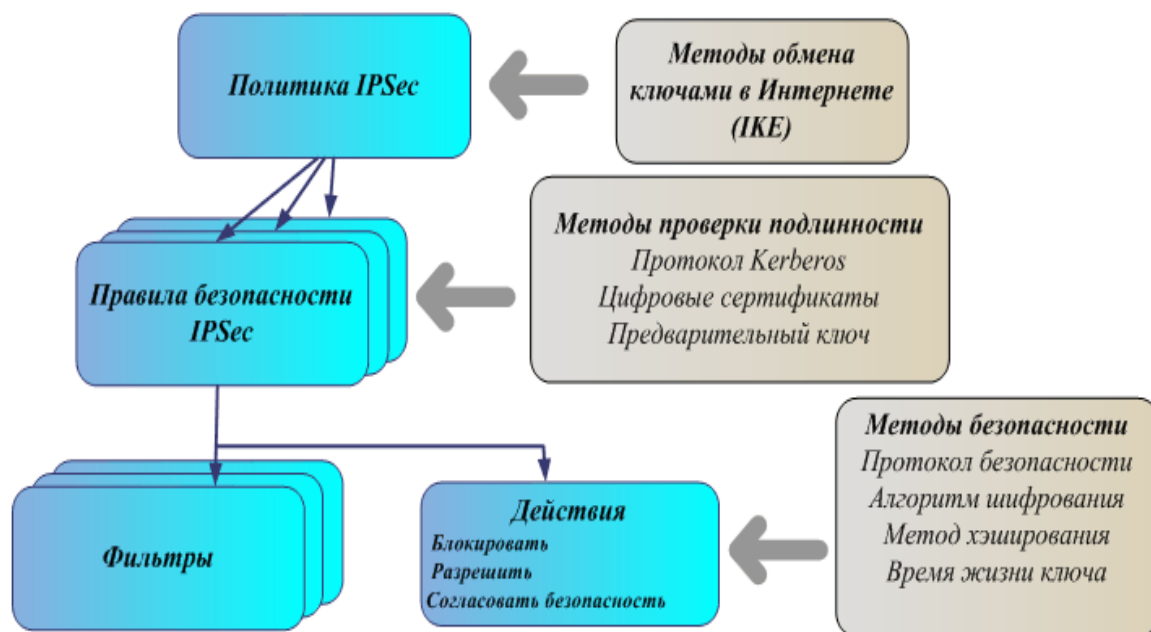 Политика IPSec
Методы обмена
ключами в Интернете
(IKE)
Методы проверки подлинности
Протокол Kerberos
Цифровые сертификаты
Предварительный ключ
Правила безопасности
IPSec
Методы безопасности
Протокол безопасности
Алгоритм шифрования
Метод хэширования
Время жизни ключа
Фильтры
Действия
Блокировать
Разрешить
Согласовать безопасность